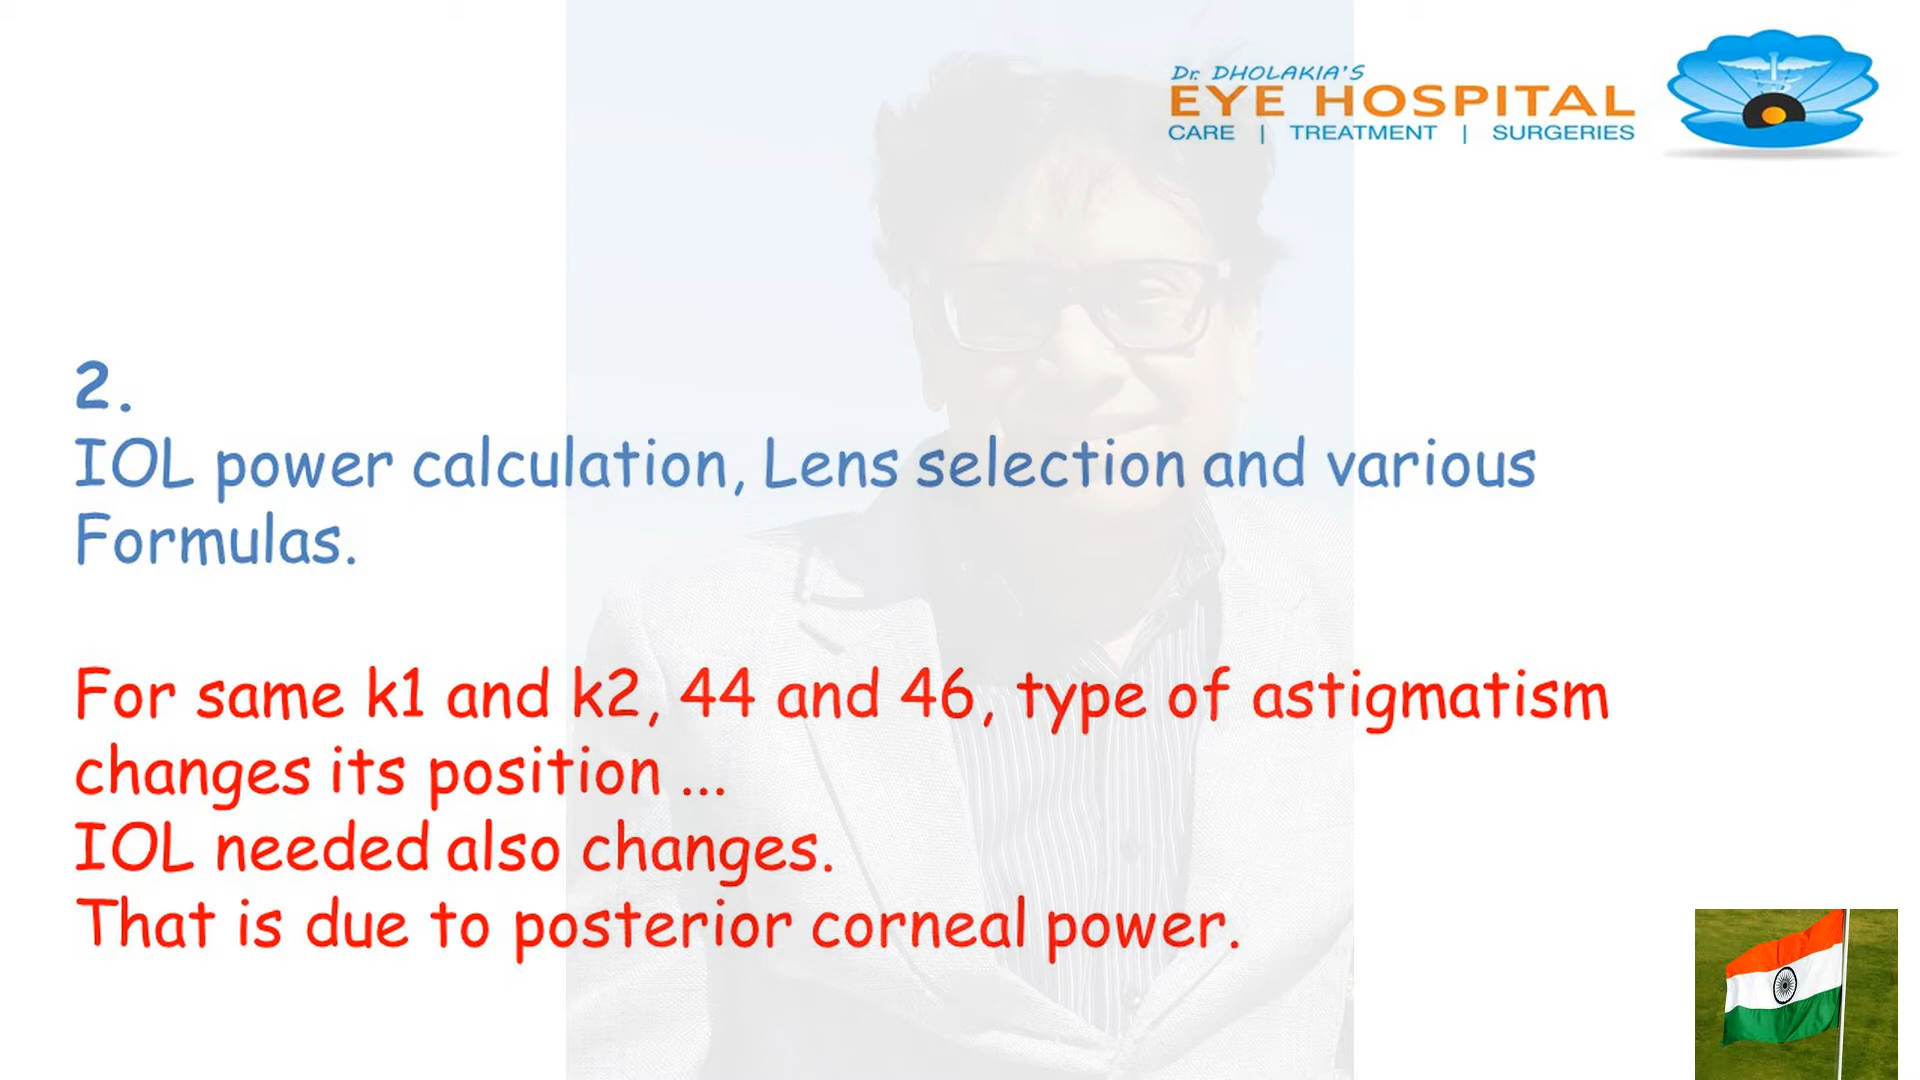 Dr. DHOLAKIA'S
EYE HOSPITAL
CARE | TREATMENT | SURGERIES
2.
IOL power calculation, Lens selection and various
Formulas.
For same k1 and k2, 44 and 46, type of astigmatism
changes its position ...
IOL needed also changes.
That is due to posterior corneal power.